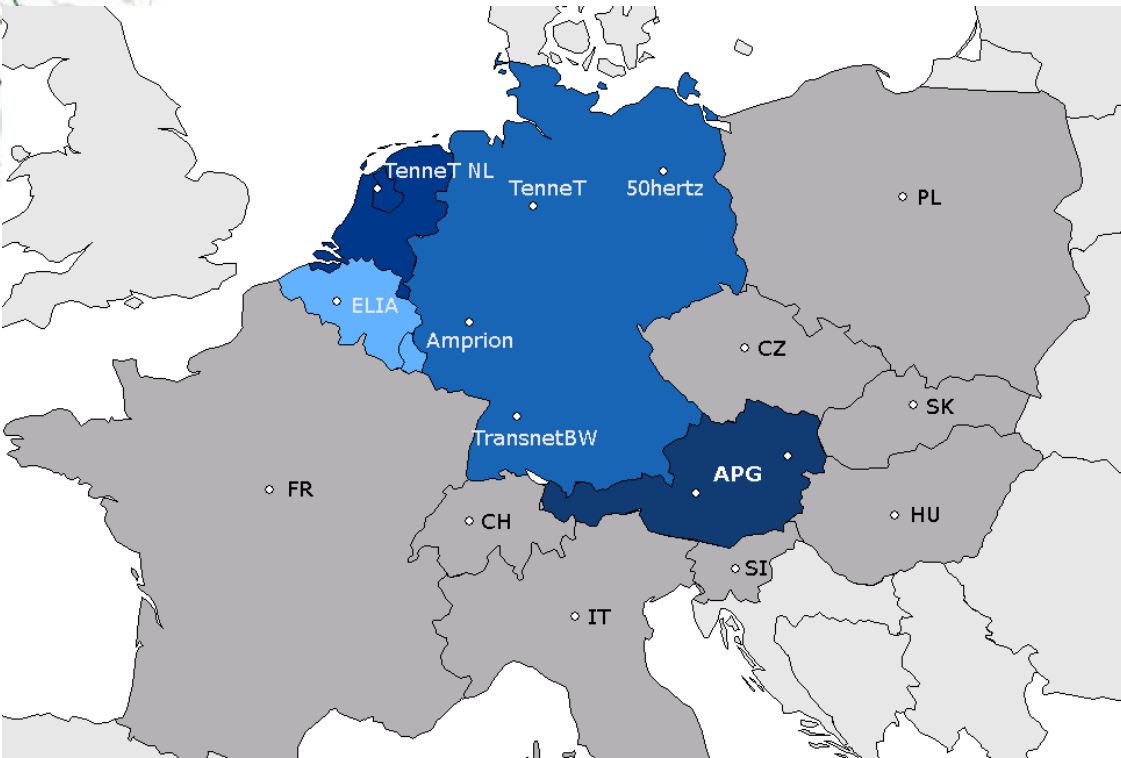 TenneT NL
TenneT
50hertz
PL
ELIA
Amprion
CZ
SK
TransnetBW
APG
FR
CH
HU
SI
IT